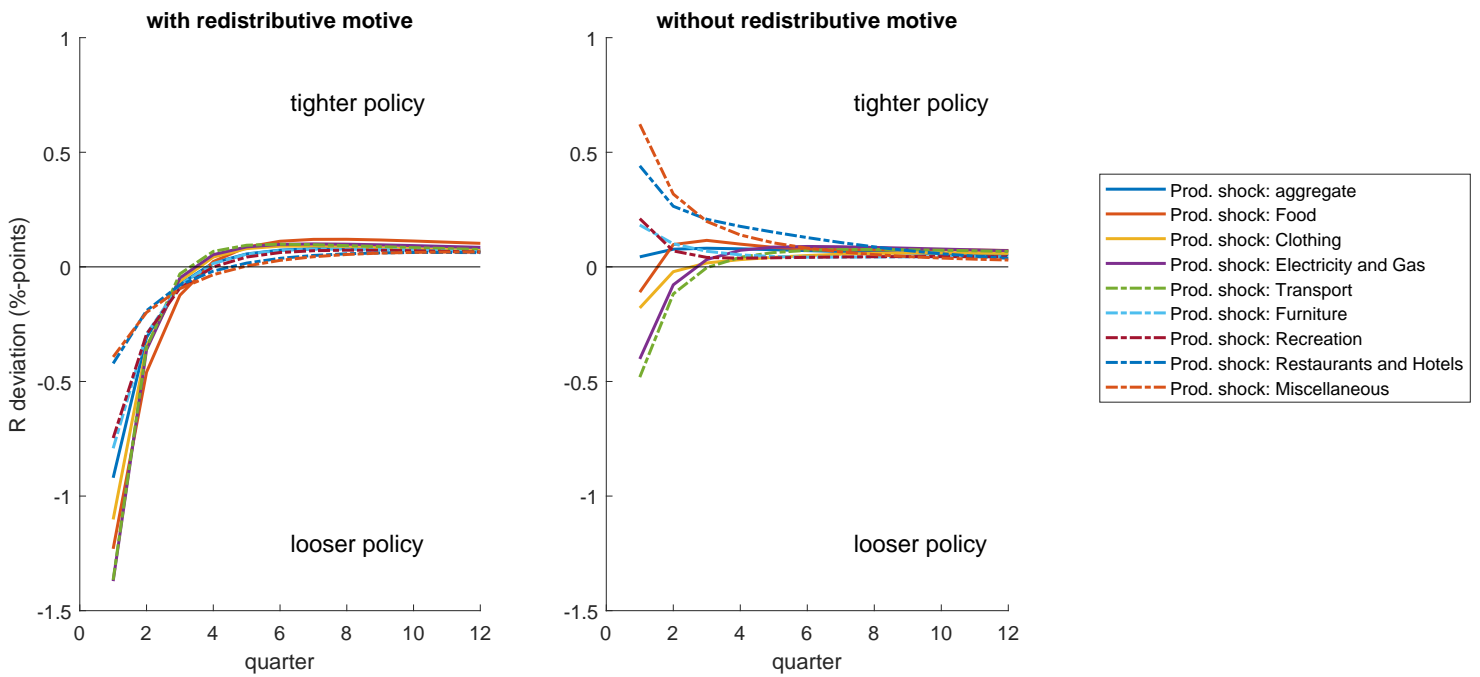 with redistributive motive
1
0.5
0
-0.5
-1
-1.5
R deviation (%-points)
tighter policy
looser policy
0 2 4 6 8 10 12
quarter
without redistributive motive
1
0.5
0
-0.5
-1
-1.5
tighter policy
looser policy
0 2 4 6 8 10 12
quarter
Prod. shock: aggregate
Prod. shock: Food
Prod. shock: Clothing
Prod. shock: Electricity and Gas
Prod. shock: Transport
Prod. shock: Furniture
Prod. shock: Recreation
Prod. shock: Restaurants and Hotels
Prod. shock: Miscellaneous